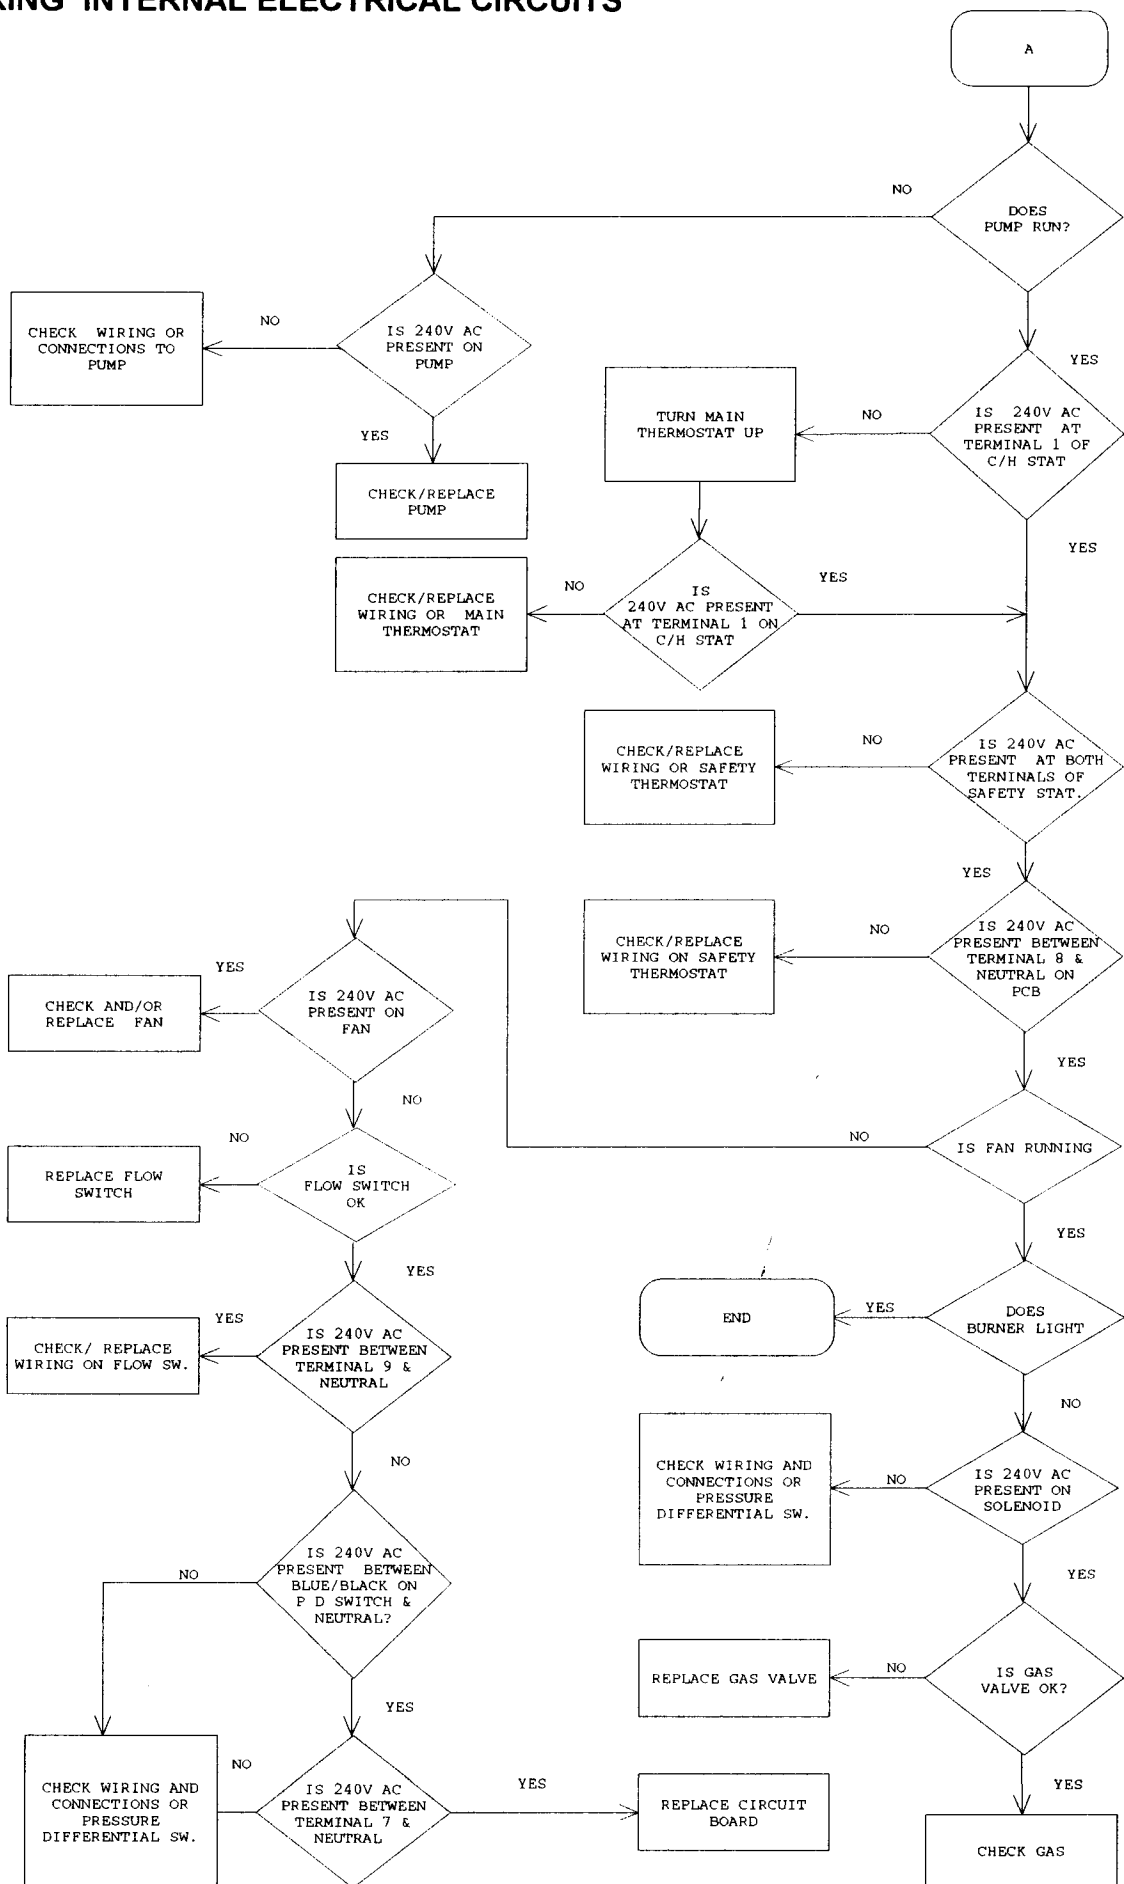 KING INTERNAL ELECTRICAL CIRCUITS
A
NO
DOES
PUMP RUN?
CHECK WIRING OR
CONNECTIONS TO
PUMP
NO
IS 240V AC
PRESENT ON
PUMP
YES
TURN MAIN
THERMOSTAT UP
NO
IS 240V AC
PRESENT AT
TERMINAL 1 OF
C/H STAT
YES
CHECK/REPLACE
PUMP
YES
CHECK/REPLACE
WIRING OR MAIN
THERMOSTAT
NO
IS
240V AC PRESENT
AT TERMINAL 1 ON
C/H STAT
YES
CHECK/REPLACE
WIRING OR SAFETY
THERMOSTAT
NO
IS 240V AC
PRESENT AT BOTH
TERNINALS OF
SAFETY STAT.
YES
CHECK/REPLACE
WIRING ON SAFETY
THERMOSTAT
NO
IS 240V AC
PRESENT BETWEEN
TERMINAL 8 &
NEUTRAL ON
PCB
YES
CHECK AND/OR
REPLACE FAN
YES
IS 240V AC
PRESENT ON
FAN
NO
NO
IS FAN RUNNING
REPLACE FLOW
SWITCH
NO
IS
FLOW SWITCH
OK
YES
YES
END
YES
DOES
BURNER LIGHT
CHECK/ REPLACE
WIRING ON FLOW SW.
YES
IS 240V AC
PRESENT BETWEEN
TERMINAL 9 &
NEUTRAL
NO
NO
CHECK WIRING AND
CONNECTIONS OR
PRESSURE
DIFFERENTIAL SW.
NO
IS 240V AC
PRESENT ON
SOLENOID
YES
NO
IS 240V AC
PRESENT BETWEEN
BLUE/BLACK ON
P D SWITCH &
NEUTRAL?
YES
REPLACE GAS VALVE
NO
IS GAS
VALVE OK?
YES
CHECK WIRING AND
CONNECTIONS OR
PRESSURE
DIFFERENTIAL SW.
NO
IS 240V AC
PRESENT BETWEEN
TERMINAL 7 &
NEUTRAL
YES
REPLACE CIRCUIT
BOARD
CHECK GAS